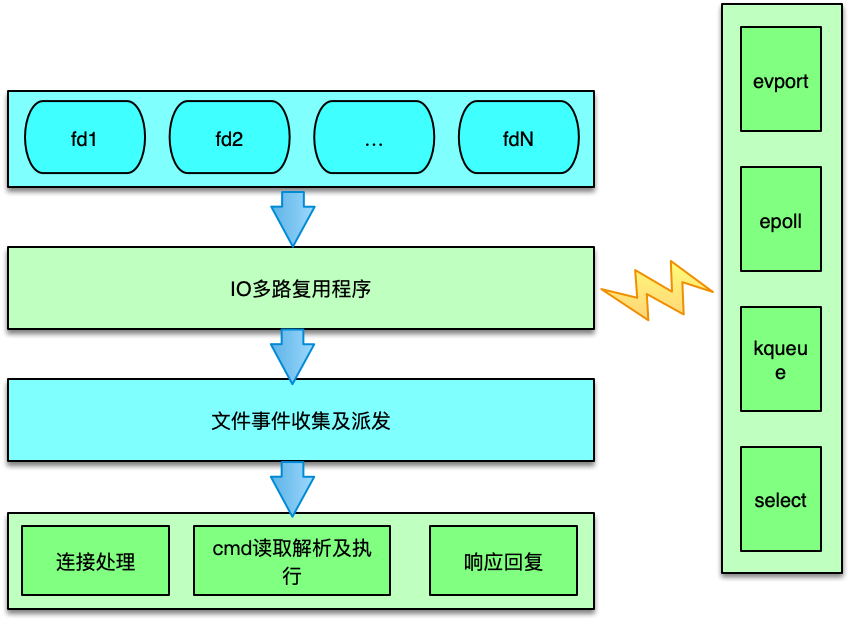 fd1
fd2
…
fdN
IO多路复用程序
文件事件收集及派发
连接处理
cmd读取解析及执
行
响应回复
evport
epoll
kqueu
e
select